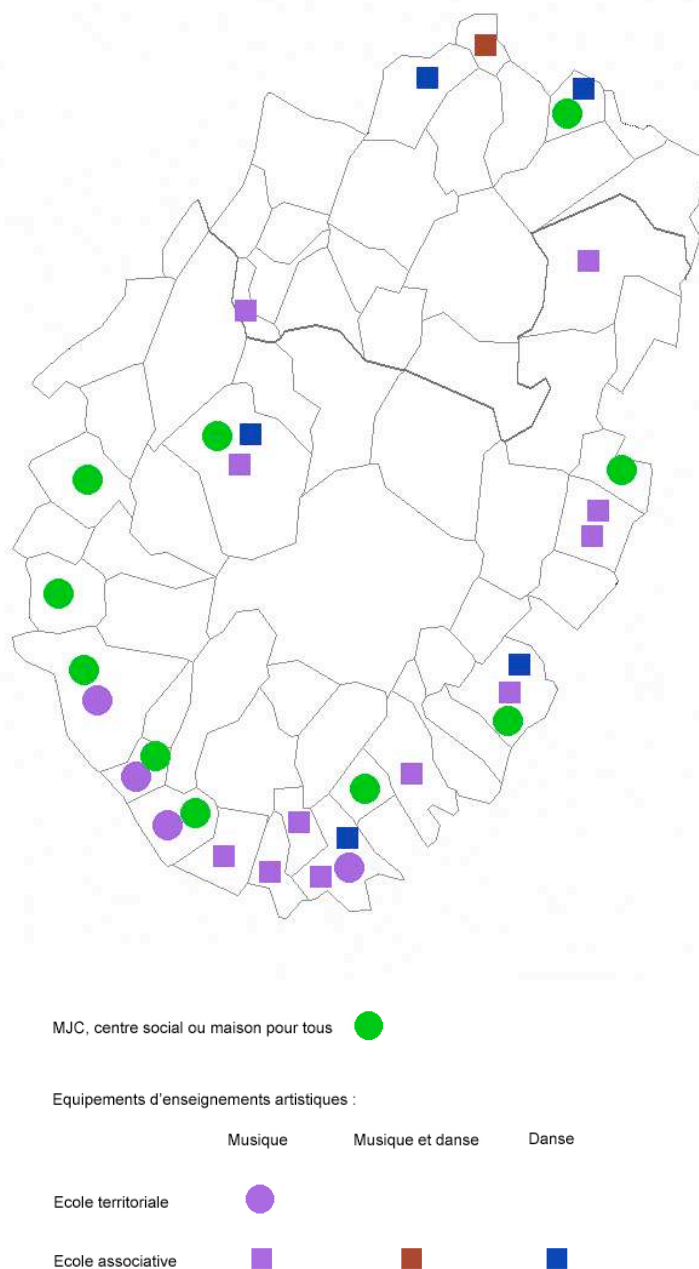 MJC, centre social ou maison pour tous
Equipements d'enseignements artistiques :
Musique Musique et danse Danse
Ecole territoriale
Ecole associative